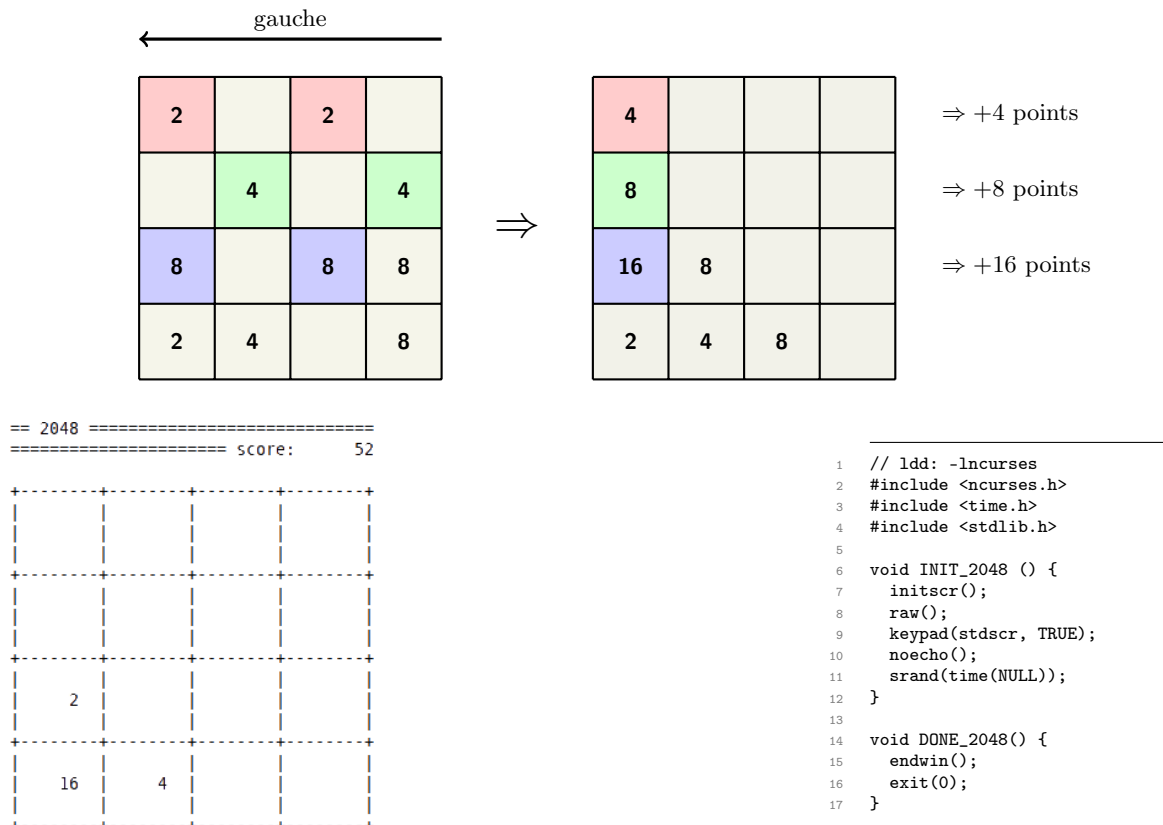 gauche
2 2 4 ⇒ +4 points
4 4 8 ⇒ +8 points
⇒
8 8 8 16 8 ⇒ +16 points
2 4 8 2 4 8
== 2048 =============================
====================== score: 52
+--------+--------+--------+--------+
| | | | |
| | | | |
| | | | |
+--------+--------+--------+--------+
| | | | |
| | | | |
| | | | |
+--------+--------+--------+--------+
| | | | |
| 2 | | | |
| | | | |
+--------+--------+--------+--------+
| | | | |
| 16 | 4 | | |
| | | | |
+--------+--------+--------+--------+
1 // ldd: -lncurses
2 #include <ncurses.h>
3 #include <time.h>
4 #include <stdlib.h>
5
6 void INIT_2048 () {
7 initscr();
8 raw();
9 keypad(stdscr, TRUE);
10 noecho();
11 srand(time(NULL));
12 }
13
14 void DONE_2048() {
15 endwin();
16 exit(0);
17 }